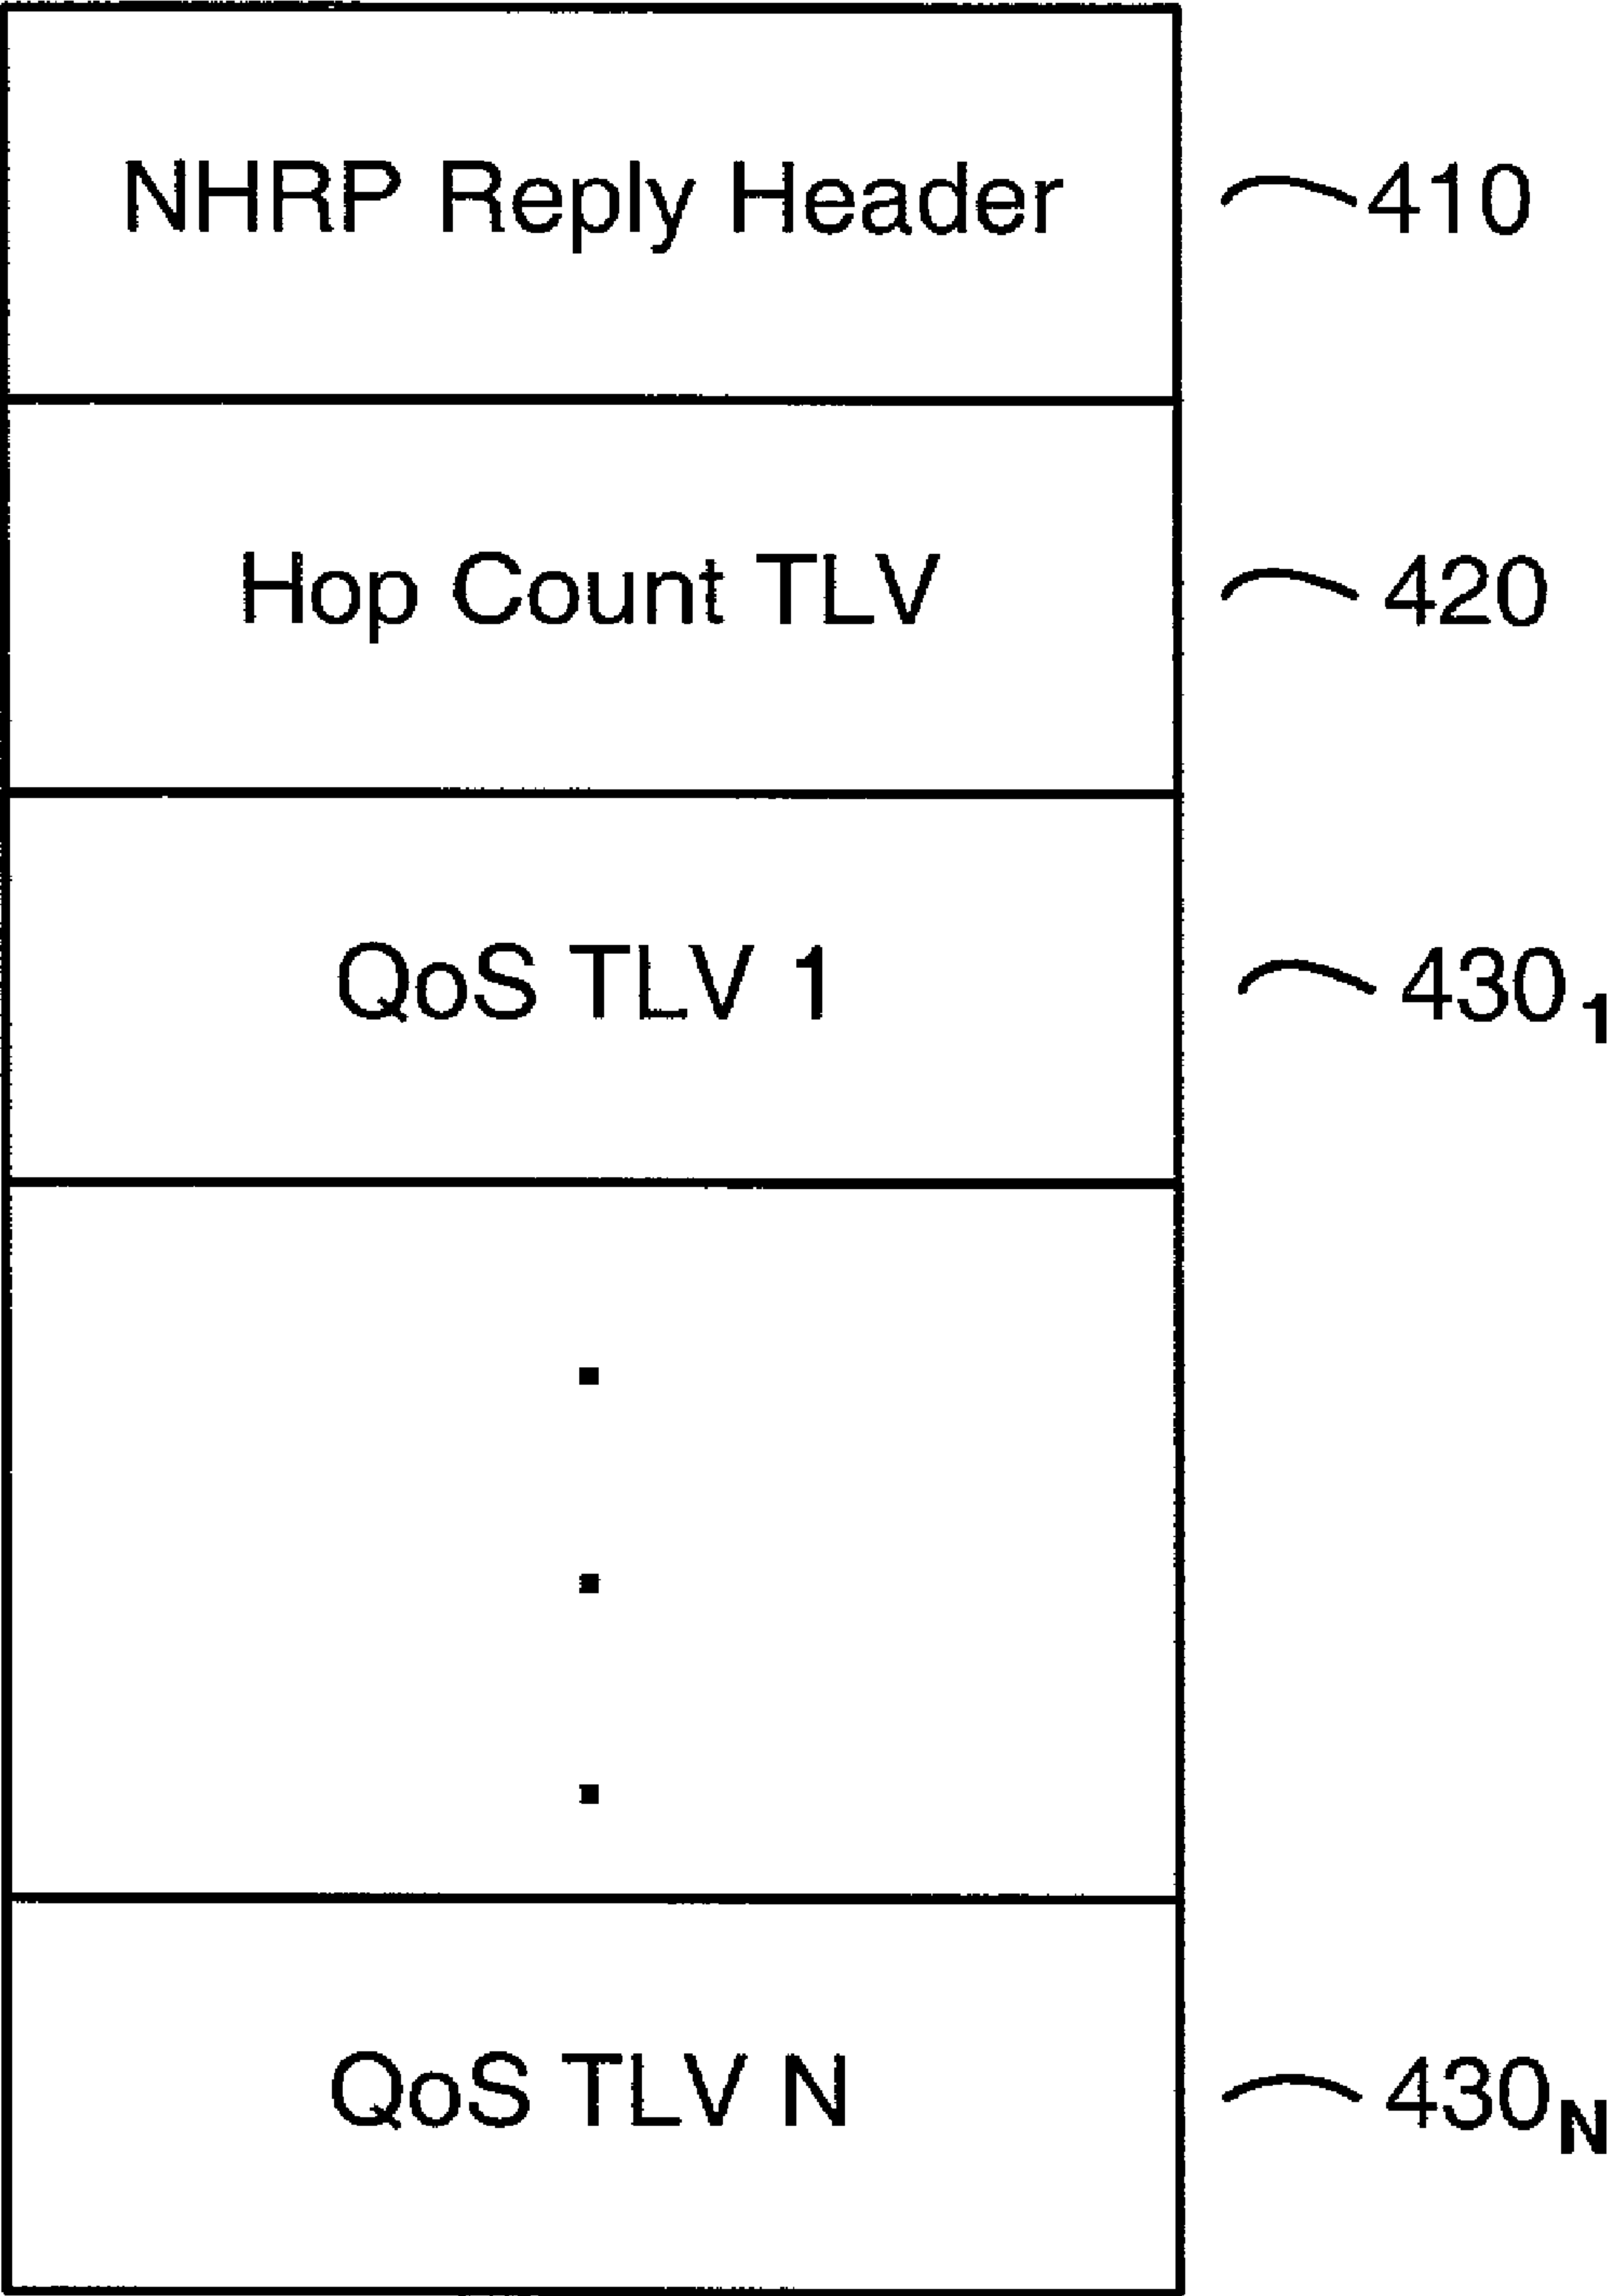 NHRP Reply Header 410
Hop Count TLV 420
QoS TLV 1 430₁
QoS TLV N 430N